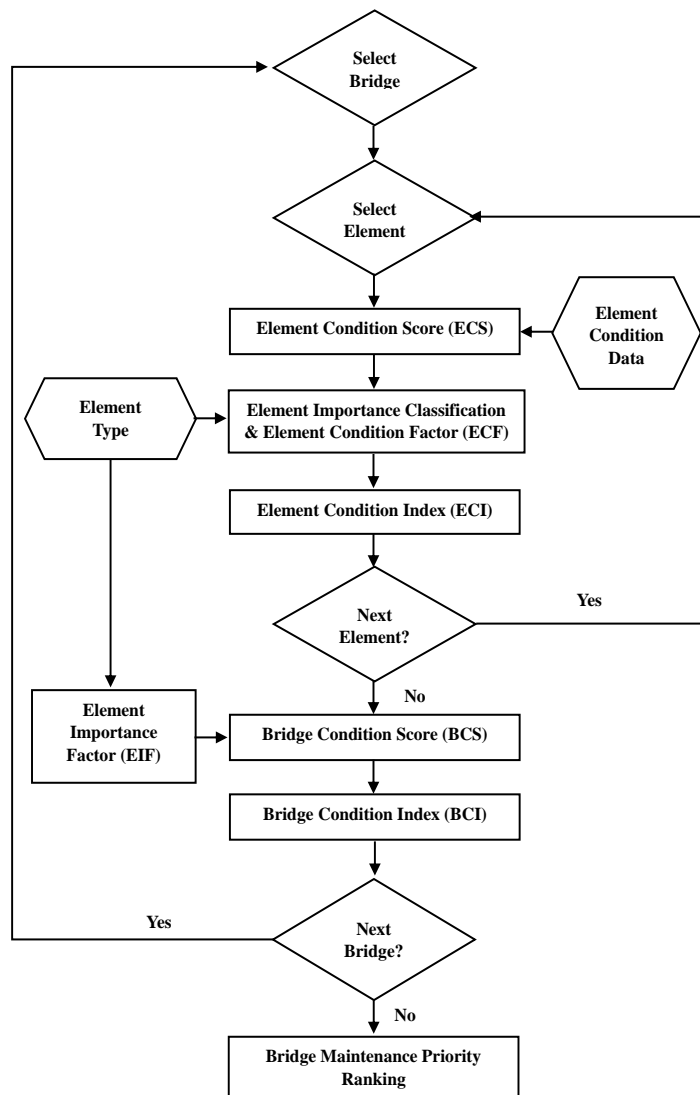 Select
Bridge
Select
Element
Element Condition Score (ECS)
Element
Condition
Data
Element
Type
Element Importance Classification
& Element Condition Factor (ECF)
Element Condition Index (ECI)
Next
Element?
Yes
No
Element
Importance
Factor (EIF)
Bridge Condition Score (BCS)
Bridge Condition Index (BCI)
Yes
Next
Bridge?
No
Bridge Maintenance Priority
Ranking